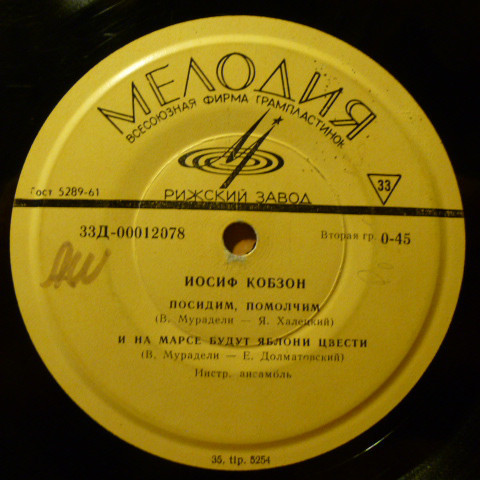 МЕЛОДИЯ
ВСЕСОЮЗНАЯ ФИРМА ГРАМПЛАСТИНОК
РИЖСКИЙ ЗАВОД
Гост 5289-61
33
33Д-00012078
Вторая гр. 0-45
ИОСИФ КОБЗОН
ПОСИДИМ, ПОМОЛЧИМ
(В. Мурадели — Я. Халецкий)
И НА МАРСЕ БУДУТ ЯБЛОНИ ЦВЕСТИ
(В. Мурадели — Е. Долматовский)
Инстр. ансамбль
35. tip. 5254